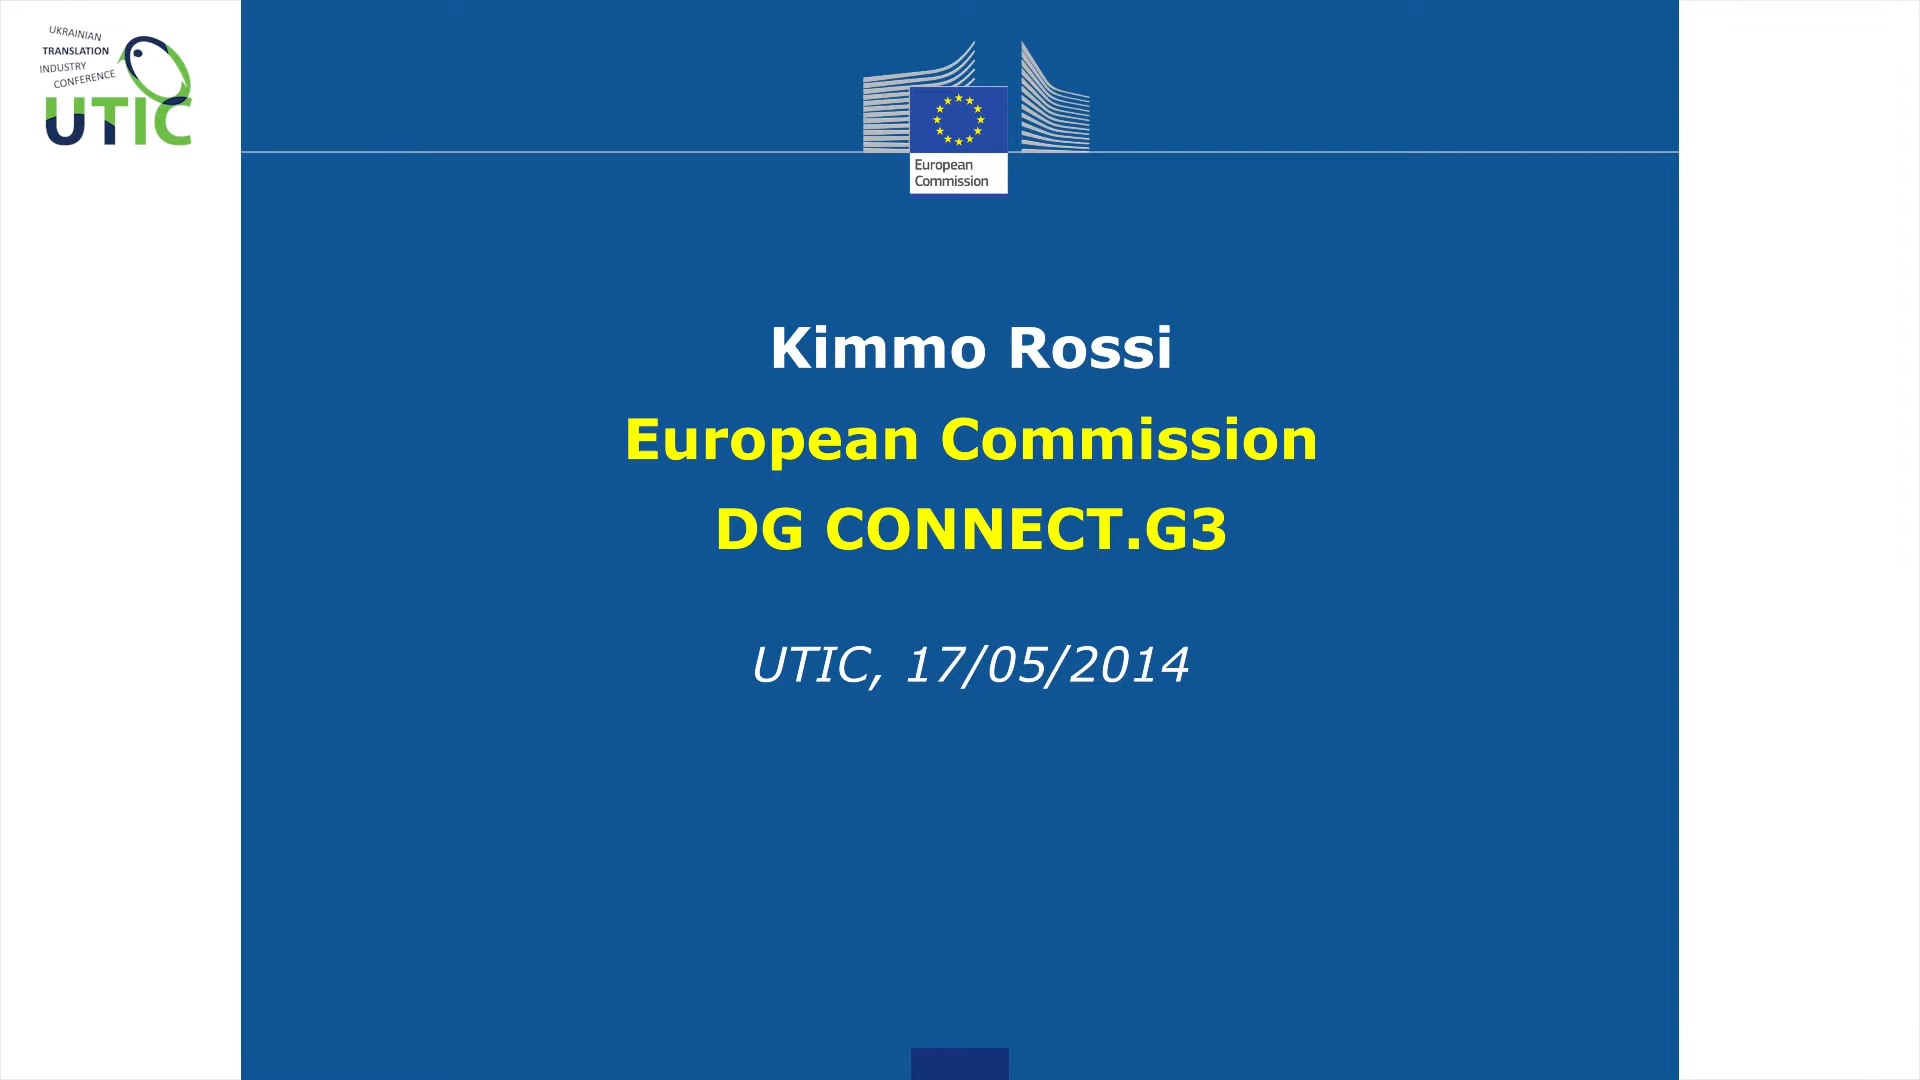 UKRAINIAN
TRANSLATION
INDUSTRY
CONFERENCE
UTIC
European
Commission
Kimmo Rossi
European Commission
DG CONNECT.G3
UTIC, 17/05/2014